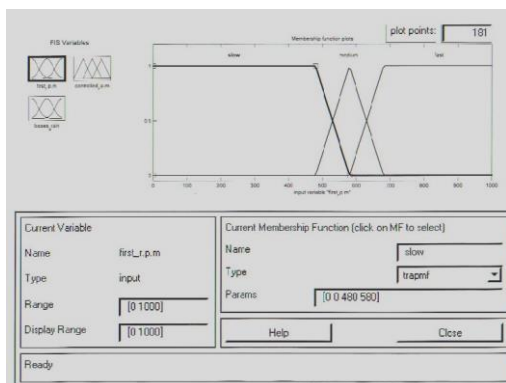 plot points: 181
FIS Variables
Membership function plots
slow medium fast
controlled_r.p.m
1
0.5
0
0 100 200 300 400 500 600 700 800 900 1000
input variable "first_r.p.m"
Current Variable
Current Membership Function (click on MF to select)
Name first_r.p.m
Name slow
Type input
Type trapmf
Params [0 0 480 580]
Range [0 1000]
Display Range [0 1000]
Help Close
Ready